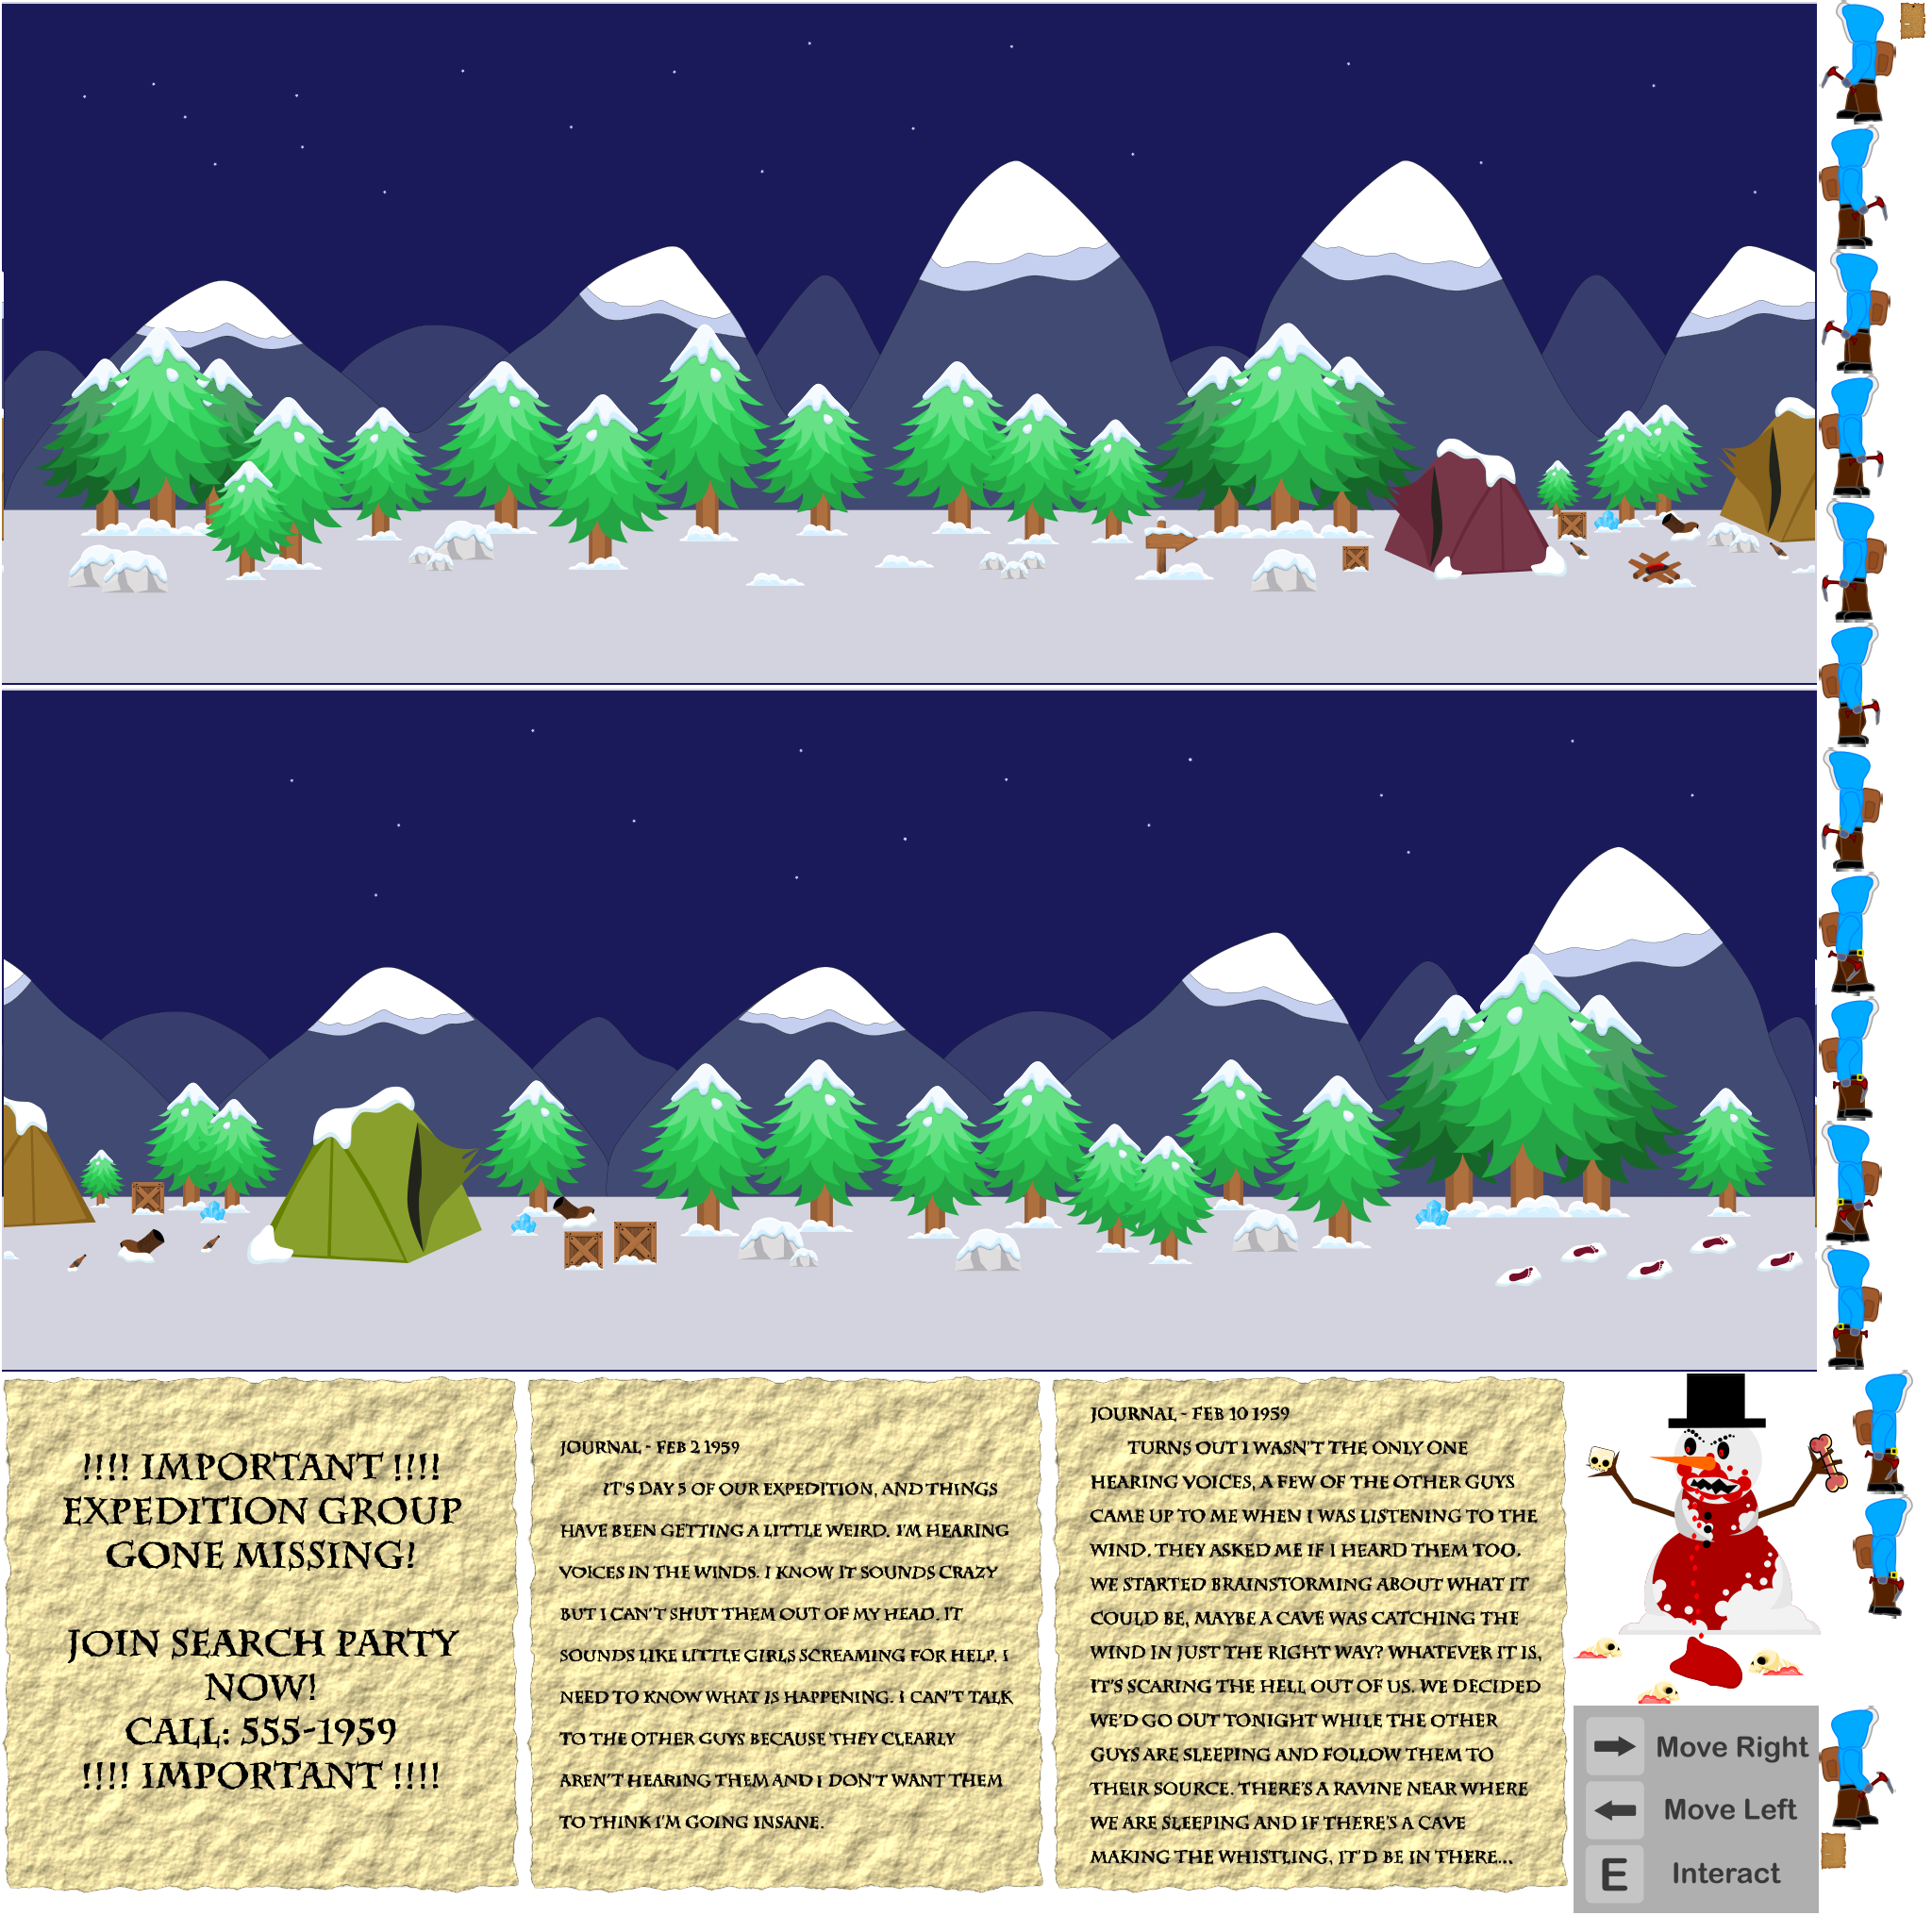 !!!! IMPORTANT !!!!
EXPEDITION GROUP
GONE MISSING!
JOIN SEARCH PARTY
NOW!
CALL: 555-1959
!!!! IMPORTANT !!!!
JOURNAL - FEB 2 1959
IT'S DAY 5 OF OUR EXPEDITION, AND THINGS
HAVE BEEN GETTING A LITTLE WEIRD. I'M HEARING
VOICES IN THE WINDS. I KNOW IT SOUNDS CRAZY
BUT I CAN'T SHUT THEM OUT OF MY HEAD. IT
SOUNDS LIKE LITTLE GIRLS SCREAMING FOR HELP. I
NEED TO KNOW WHAT IS HAPPENING. I CAN'T TALK
TO THE OTHER GUYS BECAUSE THEY CLEARLY
AREN'T HEARING THEM AND I DON'T WANT THEM
TO THINK I'M GOING INSANE.
JOURNAL - FEB 10 1959
TURNS OUT I WASN'T THE ONLY ONE
HEARING VOICES, A FEW OF THE OTHER GUYS
CAME UP TO ME WHEN I WAS LISTENING TO THE
WIND. THEY ASKED ME IF I HEARD THEM TOO.
WE STARTED BRAINSTORMING ABOUT WHAT IT
COULD BE, MAYBE A CAVE WAS CATCHING THE
WIND IN JUST THE RIGHT WAY? WHATEVER IT IS,
IT'S SCARING THE HELL OUT OF US. WE DECIDED
WE'D GO OUT TONIGHT WHILE THE OTHER
GUYS ARE SLEEPING AND FOLLOW THEM TO
THEIR SOURCE. THERE'S A RAVINE NEAR WHERE
WE ARE SLEEPING AND IF THERE'S A CAVE
MAKING THE WHISTLING, IT'D BE IN THERE...
Move Right
Move Left
E Interact